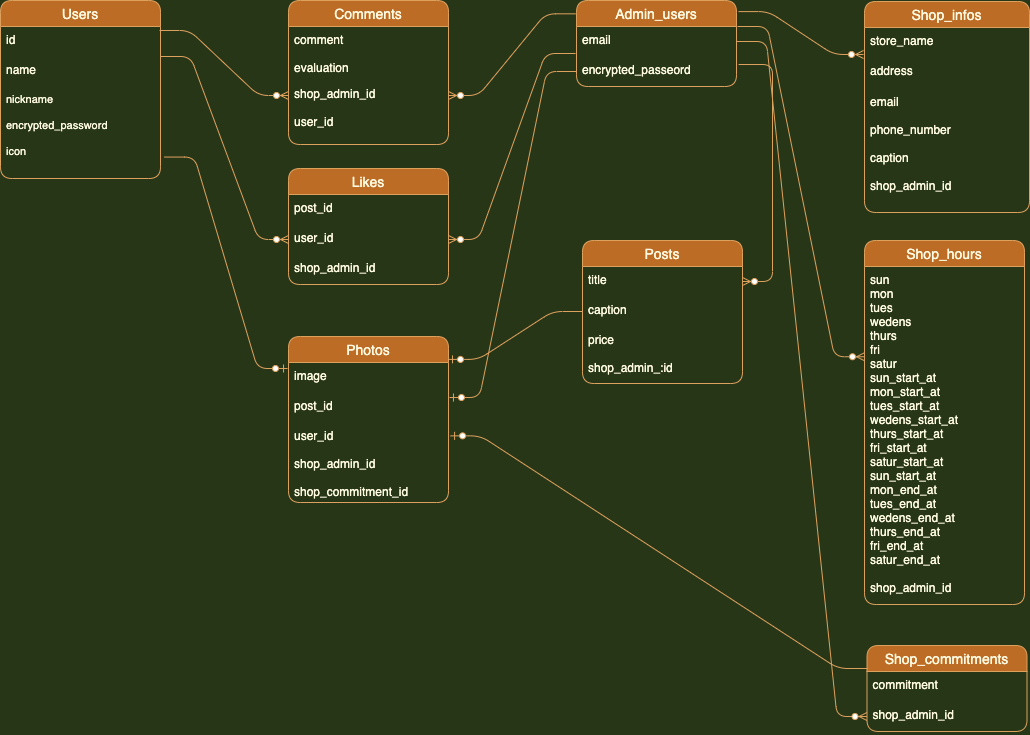 Users
id
name
nickname
encrypted_password
icon
Comments
comment
evaluation
shop_admin_id
user_id
Likes
post_id
user_id
shop_admin_id
Photos
image
post_id
user_id
shop_admin_id
shop_commitment_id
Admin_users
email
encrypted_passeord
Posts
title
caption
price
shop_admin_:id
Shop_infos
store_name
address
email
phone_number
caption
shop_admin_id
Shop_hours
sun
mon
tues
wedens
thurs
fri
satur
sun_start_at
mon_start_at
tues_start_at
wedens_start_at
thurs_start_at
fri_start_at
satur_start_at
sun_start_at
mon_end_at
tues_end_at
wedens_end_at
thurs_end_at
fri_end_at
satur_end_at
shop_admin_id
Shop_commitments
commitment
shop_admin_id